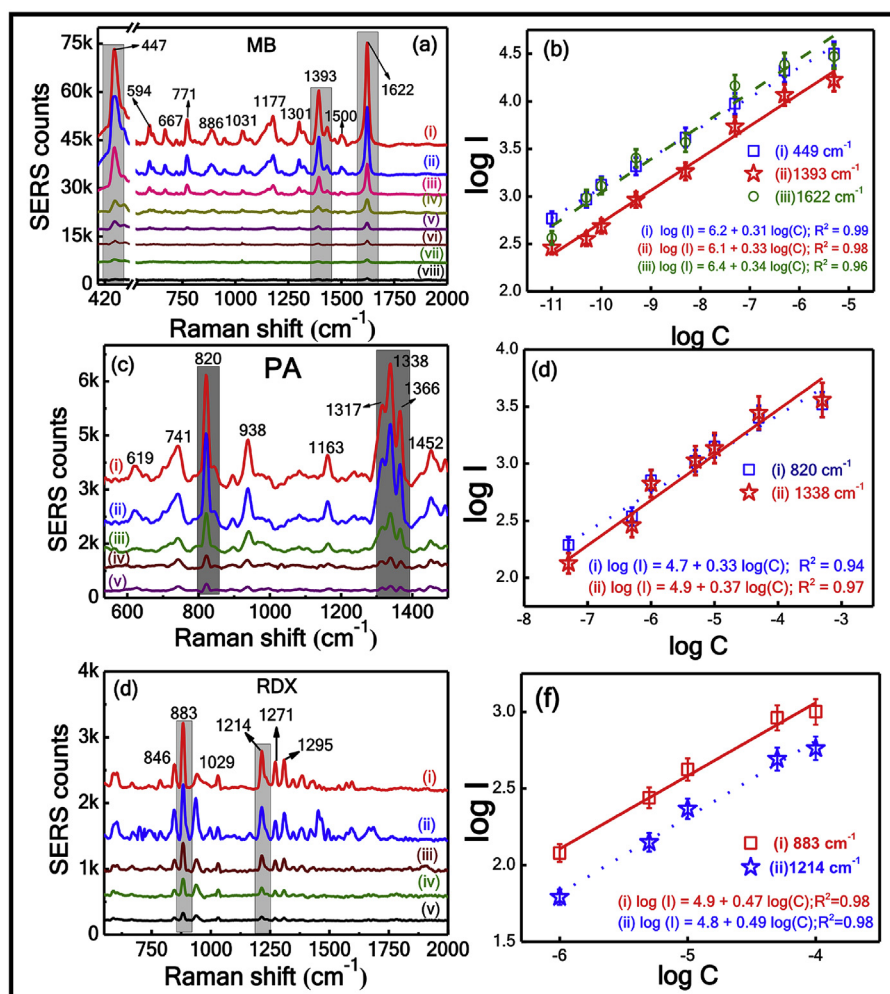 MB
(a)
447
594
667
771
886
1031
1177
1301
1393
1500
1622
(i)
(ii)
(iii)
(iv)
(v)
(vi)
(vii)
(viii)
75k
60k
45k
30k
15k
0
SERS counts
420
750
1000
1250
1500
1750
2000
Raman shift (cm⁻¹)
(b)
4.5
4.0
3.5
3.0
2.5
2.0
log I
(i) 449 cm⁻¹
(ii) 1393 cm⁻¹
(iii) 1622 cm⁻¹
(i) log (I) = 6.2 + 0.31 log(C); R² = 0.99
(ii) log (I) = 6.1 + 0.33 log(C); R² = 0.98
(iii) log (I) = 6.4 + 0.34 log(C); R² = 0.96
-11 -10 -9 -8 -7 -6 -5
log C
(c)
PA
820
1338
1317
1366
619
741
938
1163
1452
(i)
(ii)
(iii)
(iv)
(v)
6k
5k
3k
2k
0
SERS counts
600
800
1000
1200
1400
Raman shift (cm⁻¹)
(d)
4.0
3.5
3.0
2.5
2.0
log I
(i) 820 cm⁻¹
(ii) 1338 cm⁻¹
(i) log (I) = 4.7 + 0.33 log(C); R² = 0.94
(ii) log (I) = 4.9 + 0.37 log(C); R² = 0.97
-8 -7 -6 -5 -4 -3
log C
(d)
RDX
883
846
1029
1214
1271
1295
(i)
(ii)
(iii)
(iv)
(v)
4k
3k
2k
1k
0
SERS counts
750
1000
1250
1500
1750
2000
Raman shift (cm⁻¹)
(f)
3.0
2.5
2.0
1.5
log I
(i) 883 cm⁻¹
(ii) 1214 cm⁻¹
(i) log (I) = 4.9 + 0.47 log(C); R²=0.98
(ii) log (I) = 4.8 + 0.49 log(C); R²=0.98
-6 -5 -4
log C